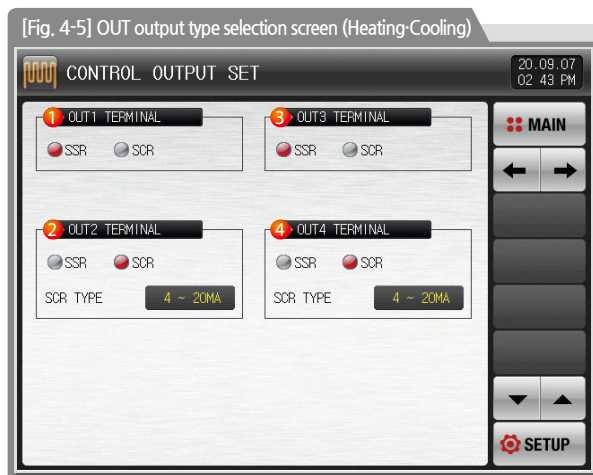 [Fig. 4-5] OUT output type selection screen (Heating·Cooling)
CONTROL OUTPUT SET
20.09.07
02 43 PM
1 OUT1 TERMINAL
SSR SCR
3 OUT3 TERMINAL
SSR SCR
2 OUT2 TERMINAL
SSR SCR
SCR TYPE 4 ~ 20MA
4 OUT4 TERMINAL
SSR SCR
SCR TYPE 4 ~ 20MA
MAIN
SETUP